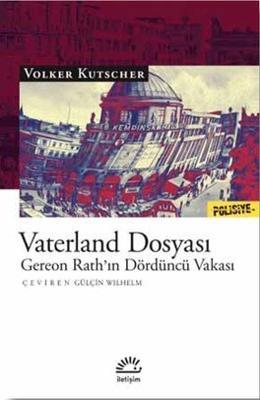 VOLKER KUTSCHER
KEMPINSKI
POLİSİYE
Vaterland Dosyası
Gereon Rath'ın Dördüncü Vakası
ÇEVİREN GÜLÇİN WILHELM
iletişim